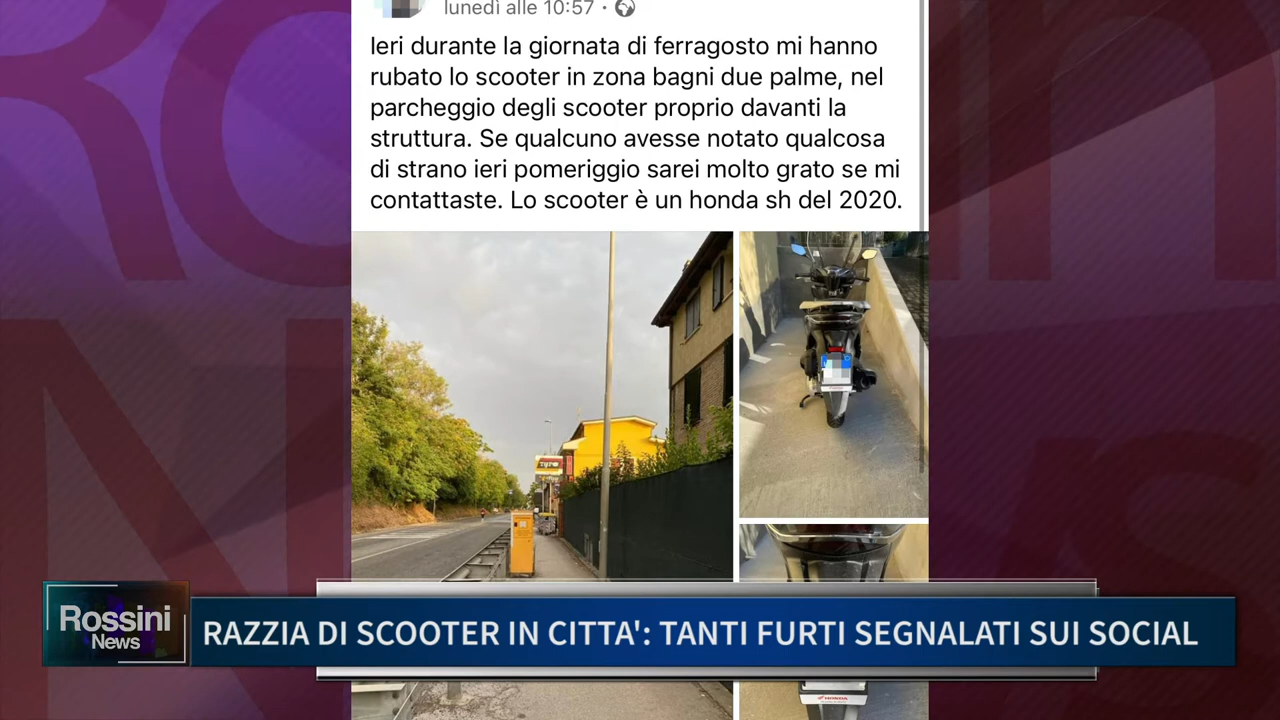 lunedì alle 10:57 ·
Ieri durante la giornata di ferragosto mi hanno
rubato lo scooter in zona bagni due palme, nel
parcheggio degli scooter proprio davanti la
struttura. Se qualcuno avesse notato qualcosa
di strano ieri pomeriggio sarei molto grato se mi
contattaste. Lo scooter è un honda sh del 2020.
Rossini
News
RAZZIA DI SCOOTER IN CITTA': TANTI FURTI SEGNALATI SUI SOCIAL
HONDA